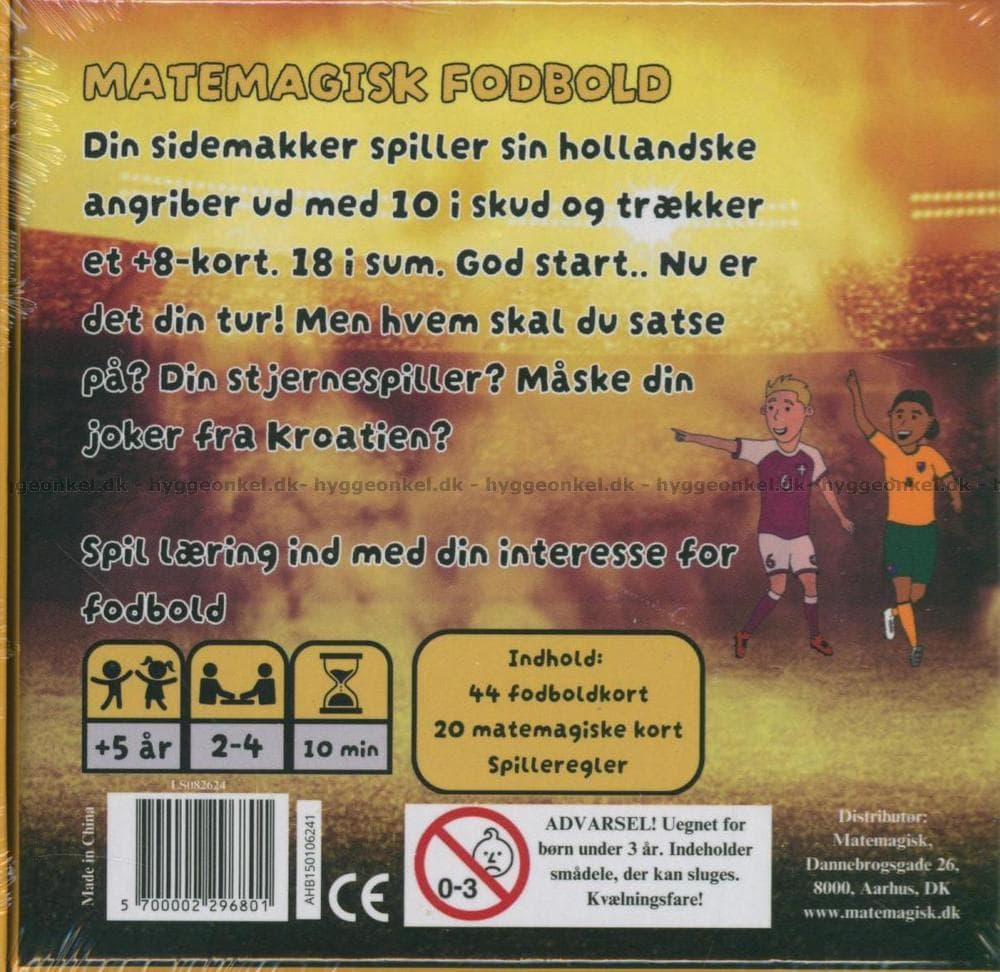 MATEMAGISK FODBOLD
Din sidemakker spiller sin hollandske
angriber ud med 10 i skud og trækker
et +8-kort. 18 i sum. God start.. Nu er
det din tur! Men hvem skal du satse
på? Din stjernespiller? Måske din
joker fra Kroatien?
hyggeonkel.dk - hyggeonkel.dk- hyggeonkel.dk - hyggeonkel.dk - hyggeonkel.dk - hyggeonkel.dk
Spil læring ind med din interesse for
fodbold
+5 år
2-4
10 min
Indhold:
44 fodboldkort
20 matemagiske kort
Spilleregler
LS082624
Made in China
5 700002 296801
AHB150106241
CE
0-3
ADVARSEL! Uegnet for
børn under 3 år. Indeholder
smådele, der kan sluges.
Kvælningsfare!
Distributør:
Matemagisk,
Dannebrogsgade 26,
8000, Aarhus, DK
www.matemagisk.dk
6
6